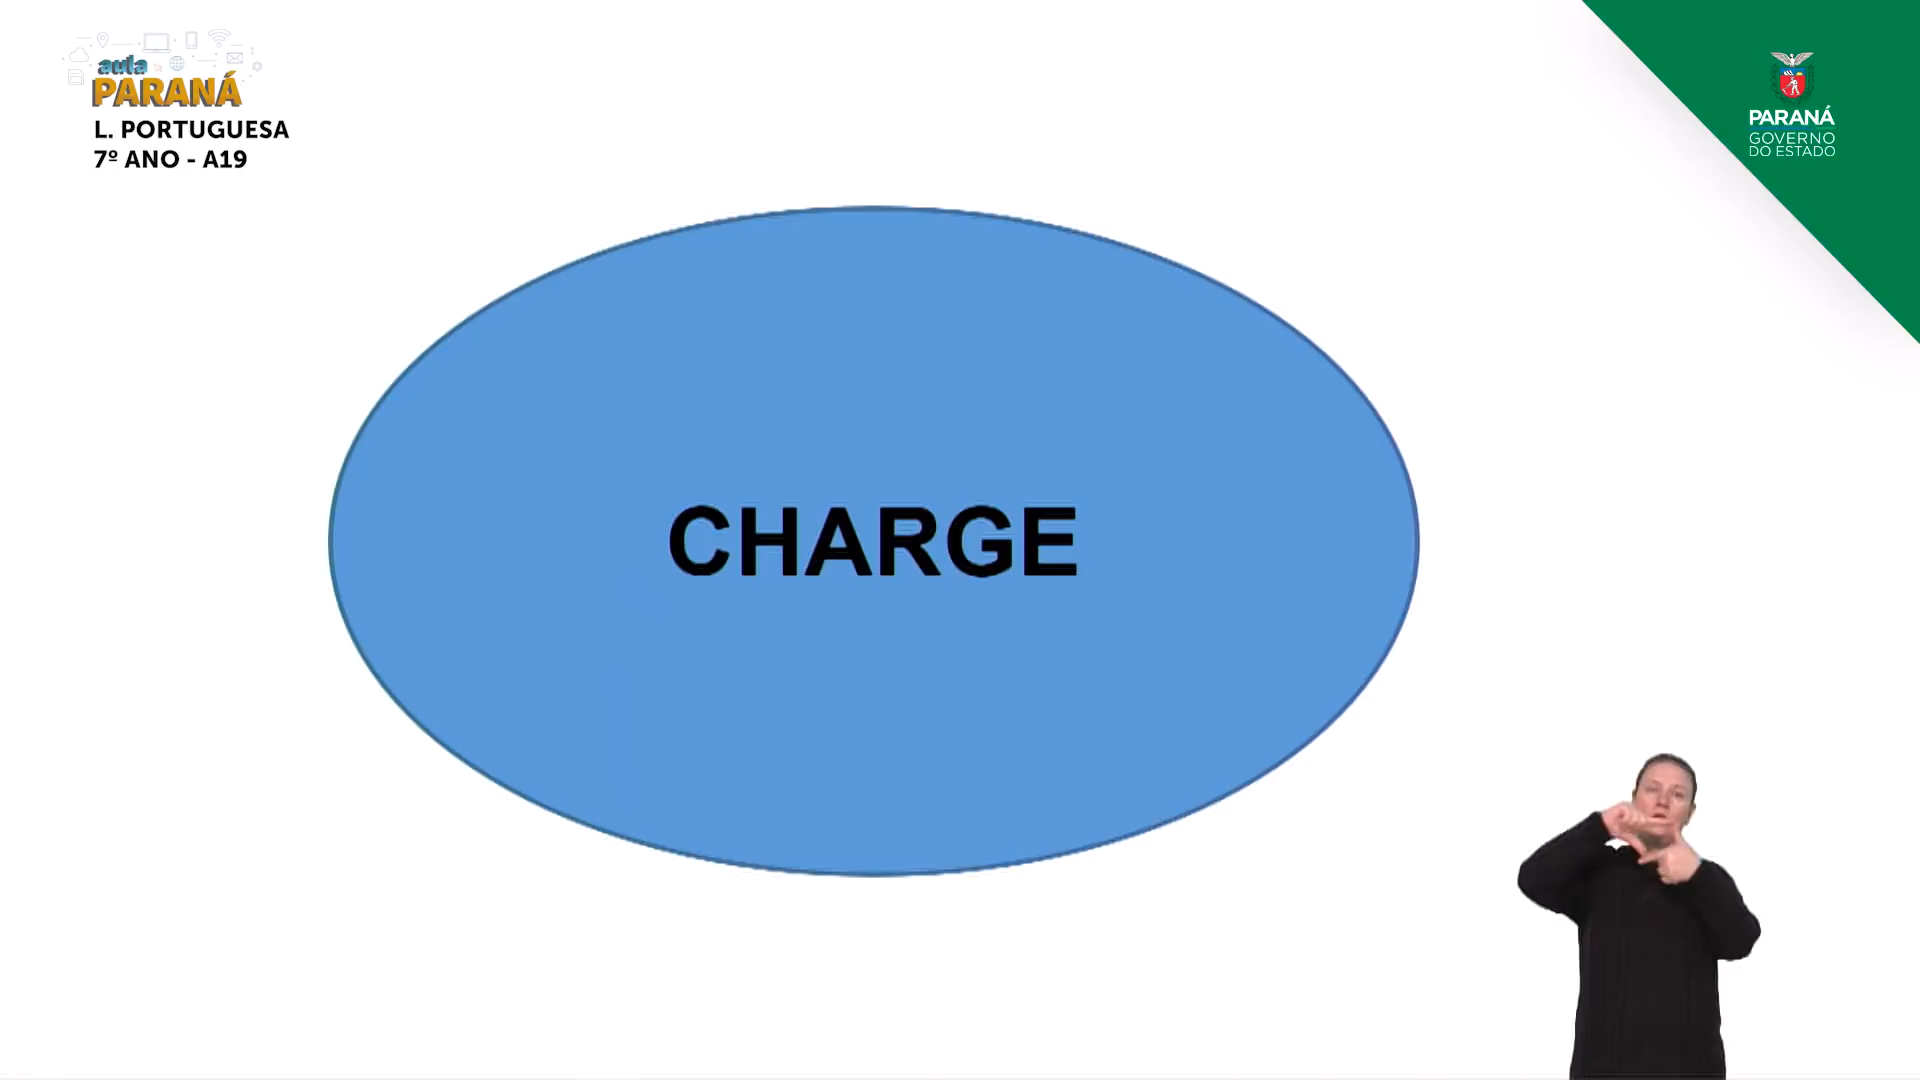 aula
PARANÁ
L. PORTUGUESA
7º ANO - A19
PARANÁ
GOVERNO
DO ESTADO
CHARGE